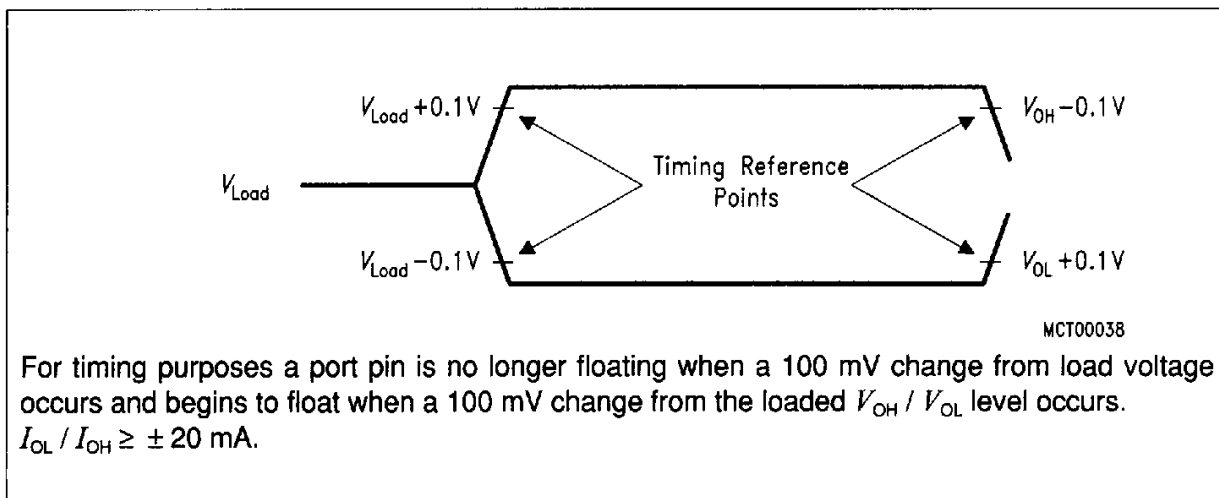 V_Load +0.1V
V_OH −0.1V
V_Load
Timing Reference
Points
V_Load −0.1V
V_OL +0.1V
MCT00038
For timing purposes a port pin is no longer floating when a 100 mV change from load voltage
occurs and begins to float when a 100 mV change from the loaded V_OH / V_OL level occurs.
I_OL / I_OH ≥ ± 20 mA.